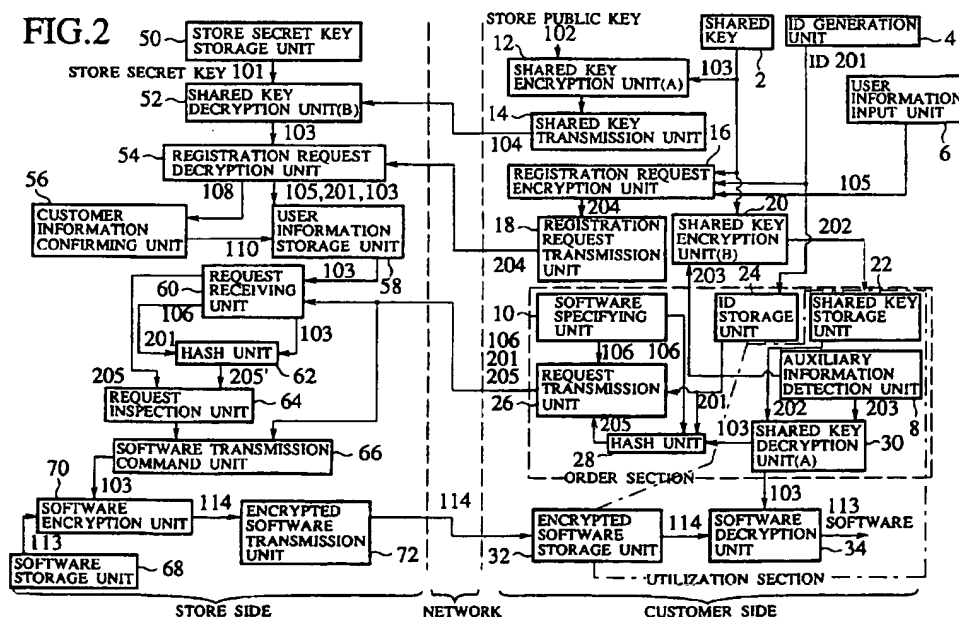 FIG.2
50
STORE SECRET KEY
STORAGE UNIT
STORE SECRET KEY 101
52
SHARED KEY
DECRYPTION UNIT(B)
103
54
REGISTRATION REQUEST
DECRYPTION UNIT
56
108
105,201,103
CUSTOMER
INFORMATION
CONFIRMING UNIT
110
USER
INFORMATION
STORAGE UNIT
58
103
60
REQUEST
RECEIVING
UNIT
106
201
103
HASH UNIT
62
205
205'
REQUEST
INSPECTION UNIT
64
SOFTWARE TRANSMISSION
COMMAND UNIT
66
70
103
SOFTWARE
ENCRYPTION UNIT
114
ENCRYPTED
SOFTWARE
TRANSMISSION
UNIT
72
113
SOFTWARE
STORAGE UNIT
68
STORE SIDE
NETWORK
114
STORE PUBLIC KEY
102
12
SHARED KEY
ENCRYPTION UNIT(A)
103
SHARED
KEY
2
ID GENERATION
UNIT
4
ID 201
14
SHARED KEY
TRANSMISSION UNIT
104
USER
INFORMATION
INPUT UNIT
6
16
REGISTRATION REQUEST
ENCRYPTION UNIT
105
204
18
REGISTRATION
REQUEST
TRANSMISSION
UNIT
204
20
SHARED KEY
ENCRYPTION
UNIT(B)
202
203
24
22
10
SOFTWARE
SPECIFYING
UNIT
ID
STORAGE
UNIT
SHARED KEY
STORAGE
UNIT
106
201
205
106
106
REQUEST
TRANSMISSION
UNIT
26
AUXILIARY
INFORMATION
DETECTION UNIT
8
201
202
203
205
HASH UNIT
28
103
SHARED KEY
DECRYPTION
UNIT(A)
30
ORDER SECTION
103
ENCRYPTED
SOFTWARE
STORAGE UNIT
32
114
SOFTWARE
DECRYPTION
UNIT
34
113
SOFTWARE
UTILIZATION SECTION
CUSTOMER SIDE